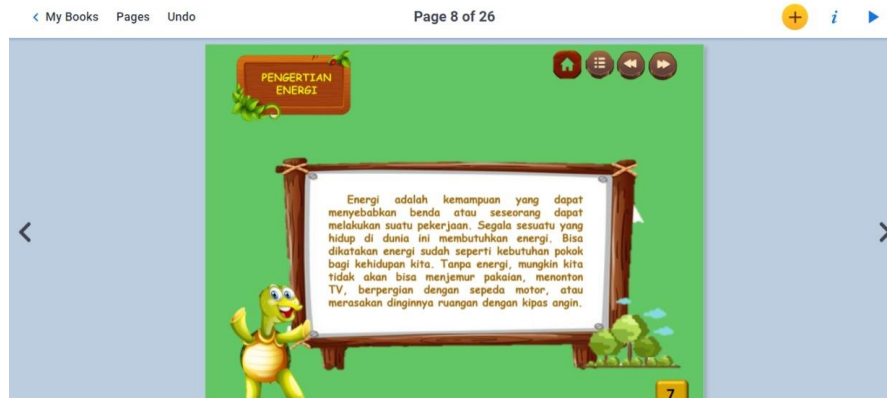 My Books Pages Undo Page 8 of 26
PENGERTIAN
ENERGI
Energi adalah kemampuan yang dapat
menyebabkan benda atau seseorang dapat
melakukan suatu pekerjaan. Segala sesuatu yang
hidup di dunia ini membutuhkan energi. Bisa
dikatakan energi sudah seperti kebutuhan pokok
bagi kehidupan kita. Tanpa energi, mungkin kita
tidak akan bisa menjemur pakaian, menonton
TV, berpergian dengan sepeda motor, atau
merasakan dinginnya ruangan dengan kipas angin.
7